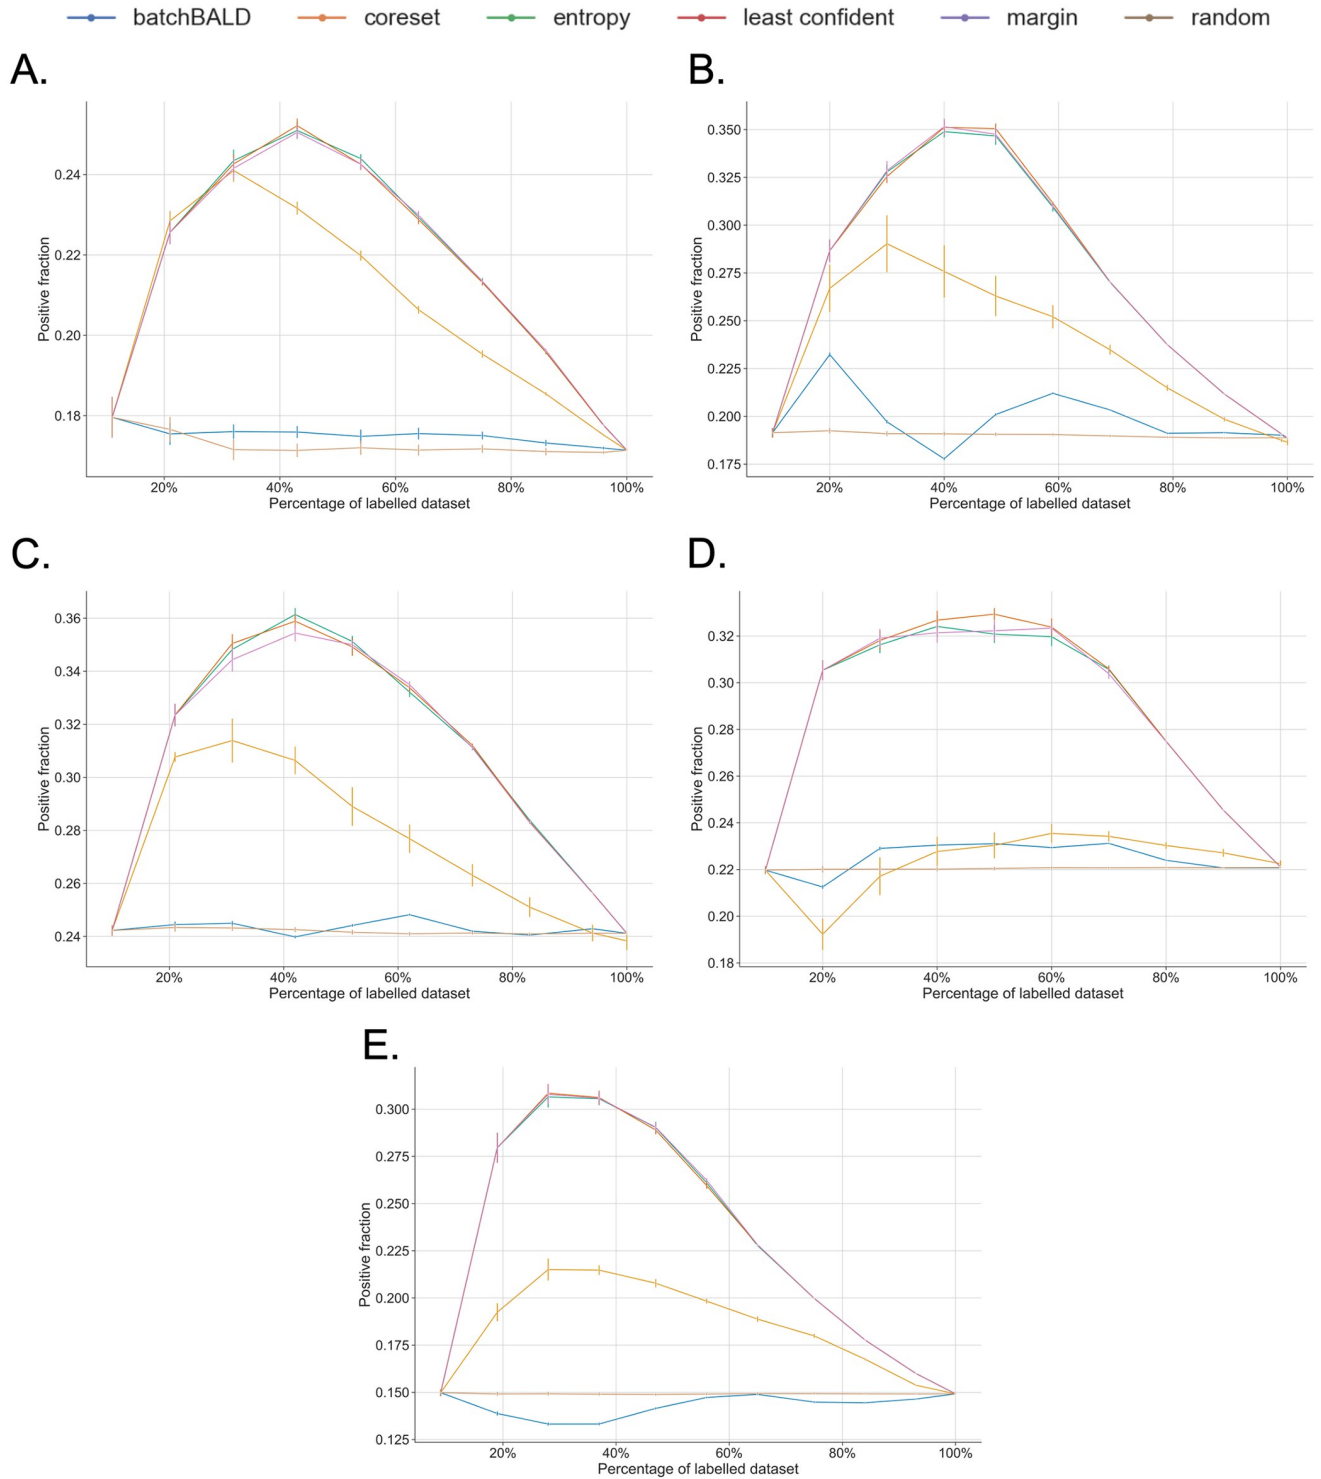 batchBALD coreset entropy least confident margin random
A.
0.24
0.22
0.20
0.18
Positive fraction
20% 40% 60% 80% 100%
Percentage of labelled dataset
B.
0.350
0.325
0.300
0.275
0.250
0.225
0.200
0.175
Positive fraction
20% 40% 60% 80% 100%
Percentage of labelled dataset
C.
0.36
0.34
0.32
0.30
0.28
0.26
0.24
Positive fraction
20% 40% 60% 80% 100%
Percentage of labelled dataset
D.
0.32
0.30
0.28
0.26
0.24
0.22
0.20
0.18
Positive fraction
20% 40% 60% 80% 100%
Percentage of labelled dataset
E.
0.300
0.275
0.250
0.225
0.200
0.175
0.150
0.125
Positive fraction
20% 40% 60% 80% 100%
Percentage of labelled dataset